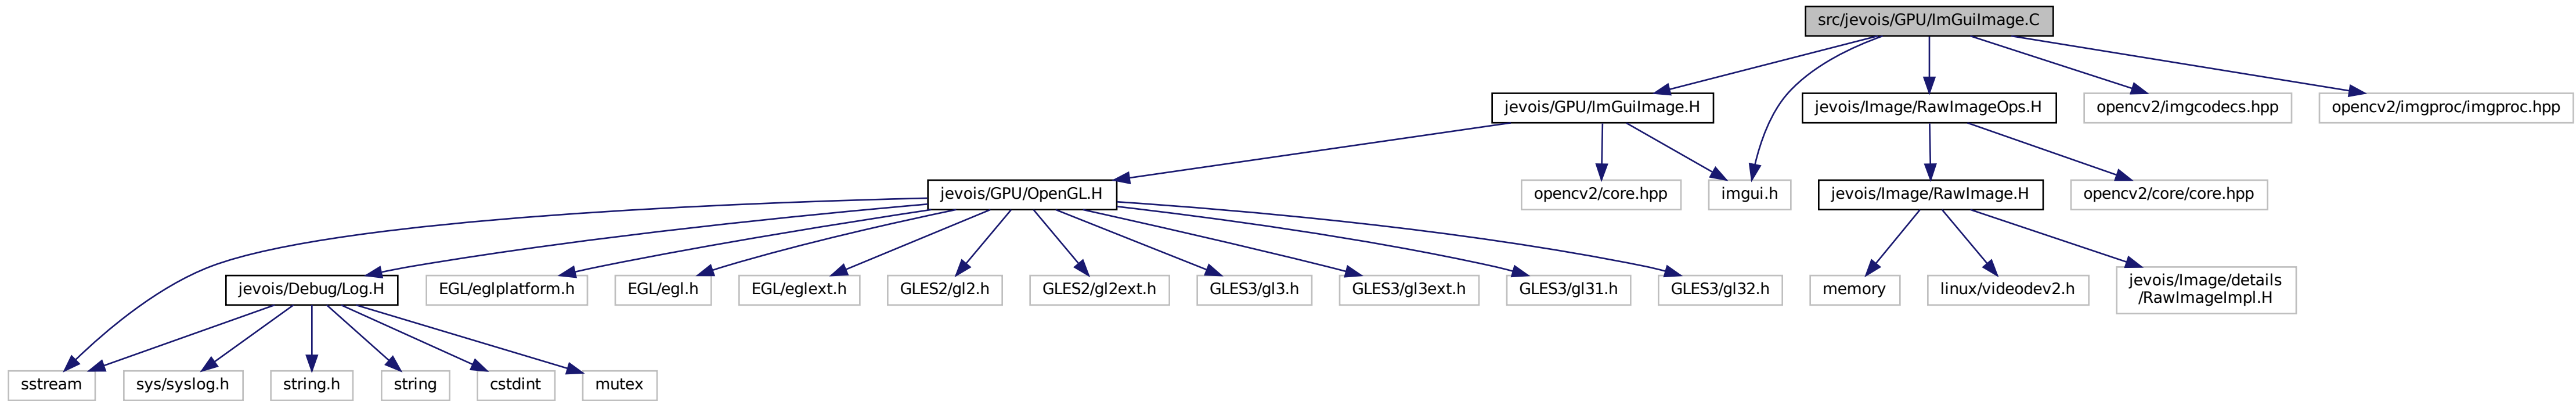 src/jevois/GPU/ImGuiImage.C
jevois/GPU/ImGuiImage.H
jevois/Image/RawImageOps.H
opencv2/imgcodecs.hpp
opencv2/imgproc/imgproc.hpp
jevois/GPU/OpenGL.H
opencv2/core.hpp
imgui.h
jevois/Image/RawImage.H
opencv2/core/core.hpp
jevois/Debug/Log.H
EGL/eglplatform.h
EGL/egl.h
EGL/eglext.h
GLES2/gl2.h
GLES2/gl2ext.h
GLES3/gl3.h
GLES3/gl3ext.h
GLES3/gl31.h
GLES3/gl32.h
memory
linux/videodev2.h
jevois/Image/details
/RawImageImpl.H
sstream
sys/syslog.h
string.h
string
cstdint
mutex